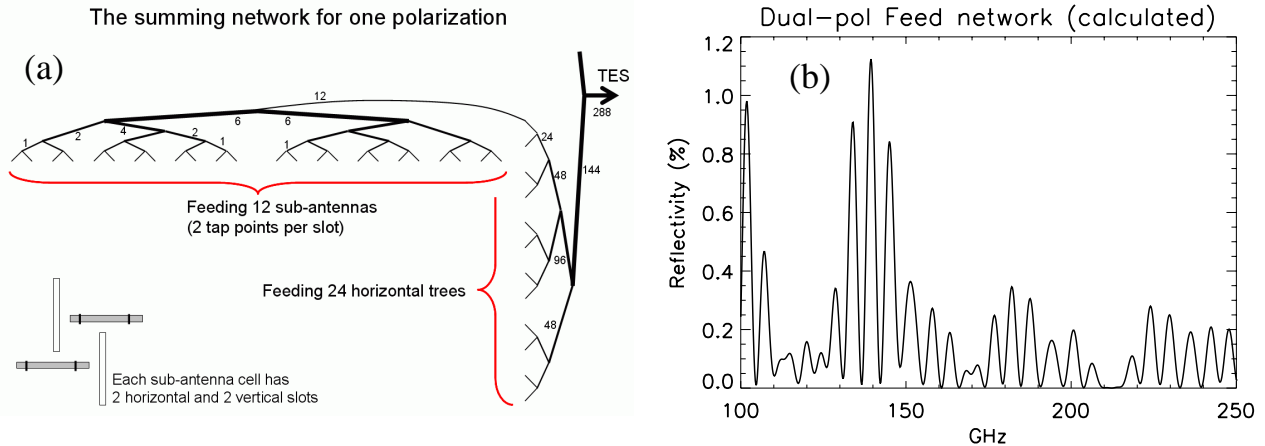 The summing network for one polarization
(a)
12
TES
288
6
6
1
2
4
2
1
1
24
48
144
96
48
Feeding 12 sub-antennas
(2 tap points per slot)
Feeding 24 horizontal trees
Each sub-antenna cell has
2 horizontal and 2 vertical slots
Dual-pol Feed network (calculated)
(b)
Reflectivity (%)
1.2
1.0
0.8
0.6
0.4
0.2
0.0
100
150
200
250
GHz